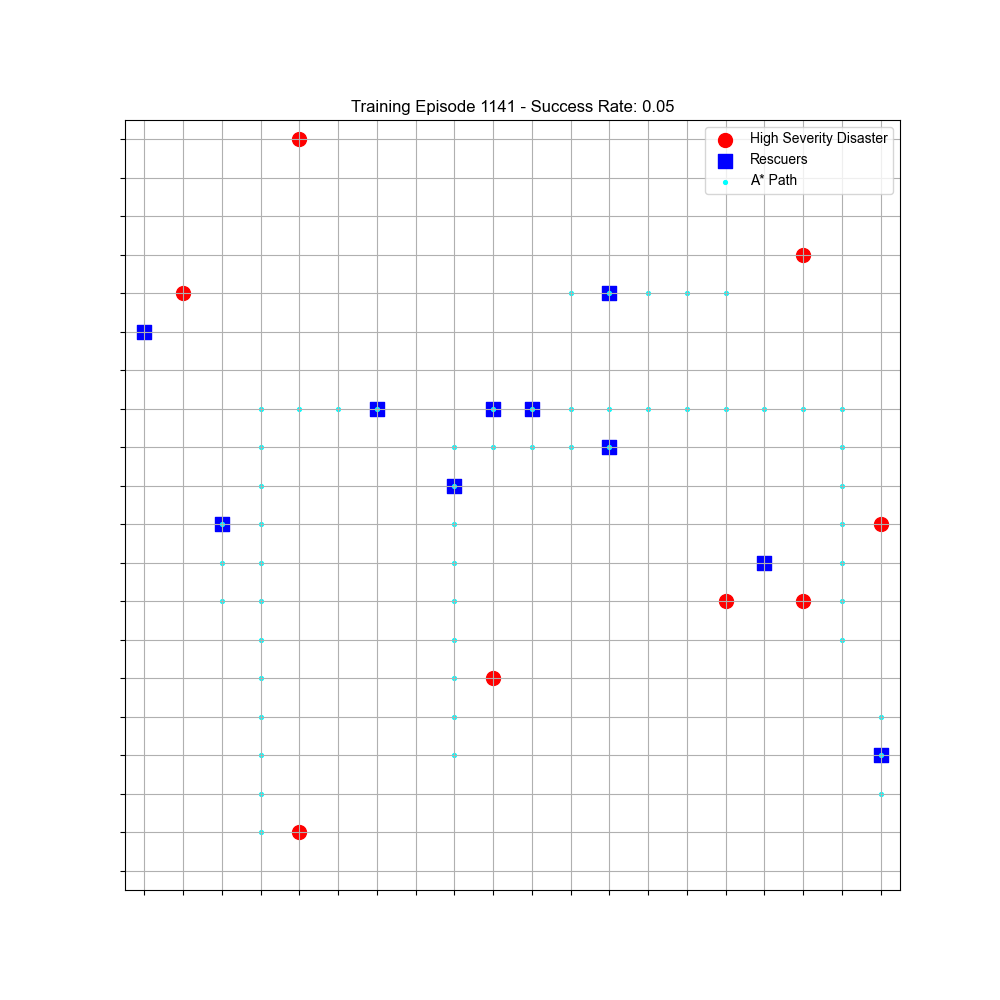 Training Episode 1141 - Success Rate: 0.05
High Severity Disaster
Rescuers
A* Path